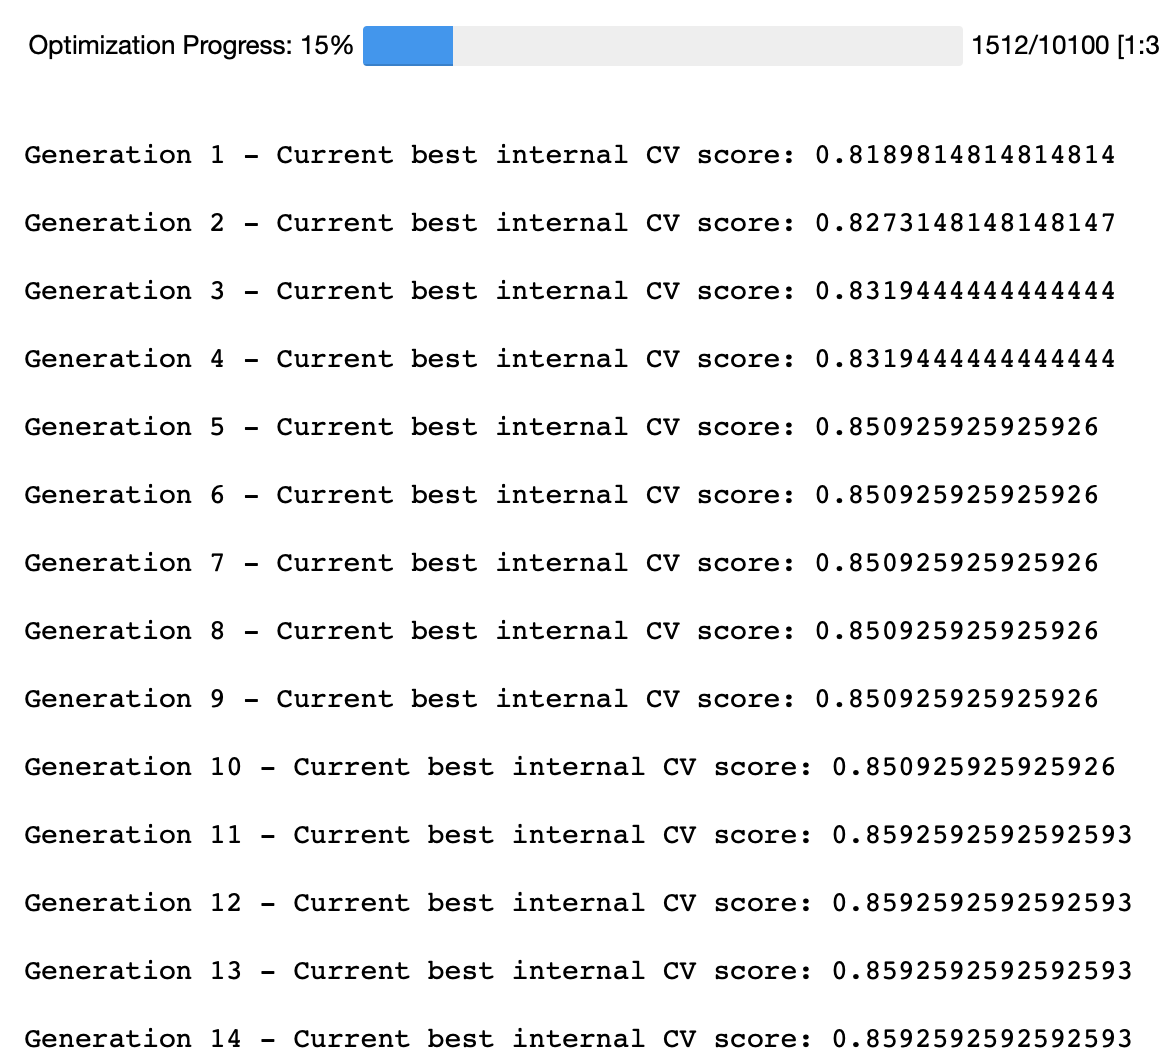 Optimization Progress: 15% 1512/10100 [1:3
Generation 1 - Current best internal CV score: 0.8189814814814814
Generation 2 - Current best internal CV score: 0.8273148148148147
Generation 3 - Current best internal CV score: 0.8319444444444444
Generation 4 - Current best internal CV score: 0.8319444444444444
Generation 5 - Current best internal CV score: 0.850925925925926
Generation 6 - Current best internal CV score: 0.850925925925926
Generation 7 - Current best internal CV score: 0.850925925925926
Generation 8 - Current best internal CV score: 0.850925925925926
Generation 9 - Current best internal CV score: 0.850925925925926
Generation 10 - Current best internal CV score: 0.850925925925926
Generation 11 - Current best internal CV score: 0.8592592592592593
Generation 12 - Current best internal CV score: 0.8592592592592593
Generation 13 - Current best internal CV score: 0.8592592592592593
Generation 14 - Current best internal CV score: 0.8592592592592593